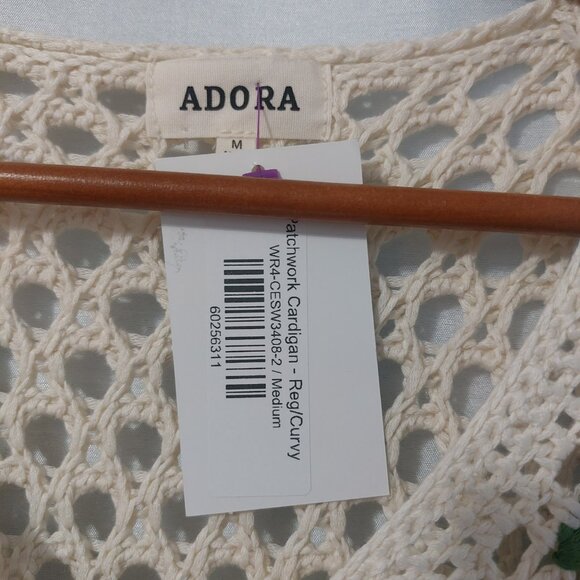 ADORA
M
Patchwork Cardigan - Reg/Curvy
WR4-CESW3408-2 / Medium
60256311